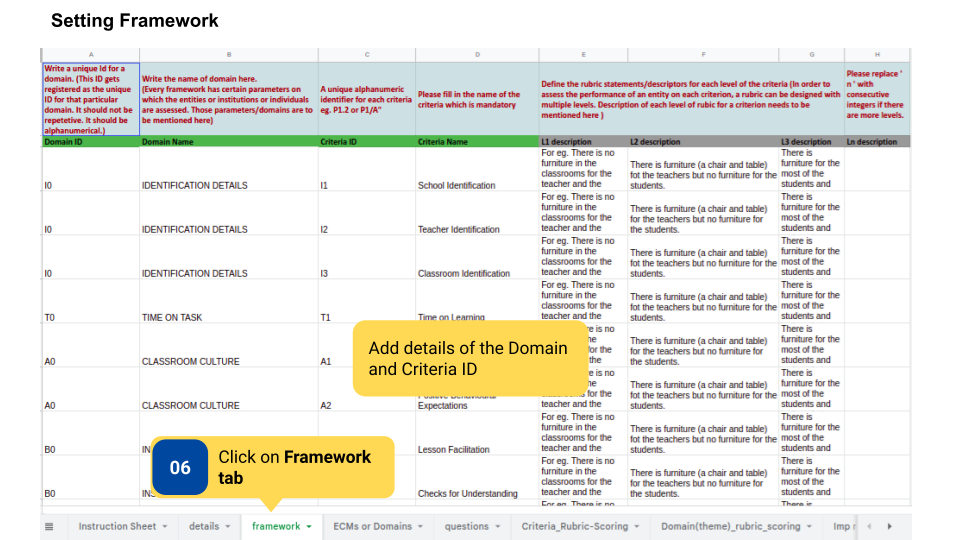 Setting Framework
A B C D E F G H
Write a unique Id for a
domain. (This ID gets
registered as the unique
ID for that particular
domain. It should not be
repetetive. It should be
alphanumerical.)
Write the name of domain here.
(Every framework has certain parameters on
which the entities or institutions or individuals
are assessed. Those parameters/domains are to
be mentioned here)
A unique alphanumeric
identifier for each criteria
eg. P1.2 or P1/A"
Please fill in the name of the
criteria which is mandatory
Define the rubric statements/descriptors for each level of the criteria (In order to
assess the performance of an entity on each criterion, a rubric can be designed with
multiple levels. Description of each level of rubic for a criterion needs to be
mentioned here )
Please replace '
n ' with
consecutive
integers if there
are more levels.
Domain ID Domain Name Criteria ID Criteria Name L1 description L2 description L3 description Ln description
I0 IDENTIFICATION DETAILS I1 School Identification
For eg. There is no
furniture in the
classrooms for the
teacher and the
There is furniture (a chair and table)
fot the teachers but no furniture for the
students.
There is
furniture for the
most of the
students and
I0 IDENTIFICATION DETAILS I2 Teacher Identification
For eg. There is no
furniture in the
classrooms for the
teacher and the
There is furniture (a chair and table)
for the teachers but no furniture for
the students.
There is
furniture for the
most of the
students and
I0 IDENTIFICATION DETAILS I3 Classroom Identification
For eg. There is no
furniture in the
classrooms for the
teacher and the
There is furniture (a chair and table)
fot the teachers but no furniture for the
students.
There is
furniture for the
most of the
students and
T0 TIME ON TASK T1 Time on Learning
For eg. There is no
furniture in the
classrooms for the
teacher and the
There is furniture (a chair and table)
fot the teachers but no furniture for the
students.
There is
furniture for the
most of the
students and
A0 CLASSROOM CULTURE A1
There is furniture (a chair and table)
for the teachers but no furniture for
the students.
There is
furniture for the
most of the
students and
Add details of the Domain
and Criteria ID
A0 CLASSROOM CULTURE A2
Expectations
teacher and the
There is furniture (a chair and table)
fot the teachers but no furniture for the
students.
There is
furniture for the
most of the
students and
B0 Lesson Facilitation
For eg. There is no
furniture in the
classrooms for the
teacher and the
There is furniture (a chair and table)
fot the teachers but no furniture for the
students.
There is
furniture for the
most of the
students and
06
Click on Framework
tab
B0 Checks for Understanding
For eg. There is no
furniture in the
classrooms for the
teacher and the
There is furniture (a chair and table)
for the teachers but no furniture for
the students.
There is
furniture for the
most of the
students and
Instruction Sheet details framework ECMs or Domains questions Criteria_Rubric-Scoring Domain(theme)_rubric_scoring Imp